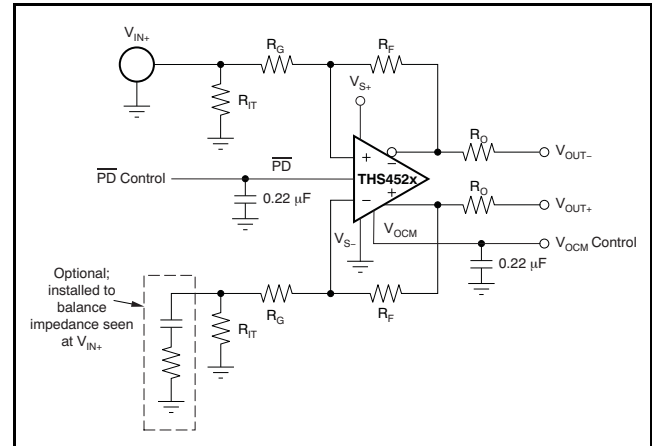 V_IN+
R_G
R_F
V_S+
R_IT
R_O
V_OUT−
+
−
THS452x
+
−
PD Control
PD
0.22 µF
R_O
V_OUT+
V_S−
V_OCM
V_OCM Control
0.22 µF
Optional;
installed to
balance
impedance seen
at V_IN+
R_G
R_F
R_IT